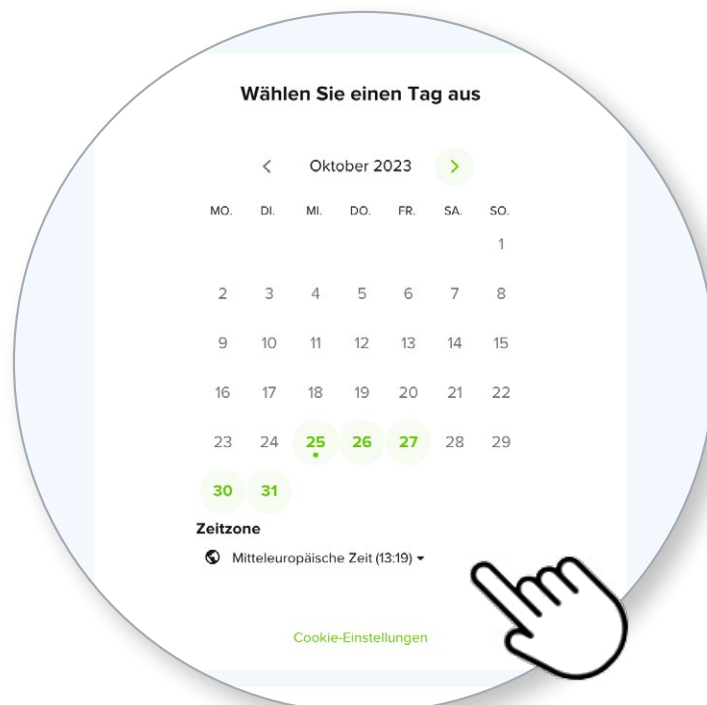 Wählen Sie einen Tag aus
Oktober 2023
MO. DI. MI. DO. FR. SA. SO.
1
2 3 4 5 6 7 8
9 10 11 12 13 14 15
16 17 18 19 20 21 22
23 24 25 26 27 28 29
30 31
Zeitzone
Mitteleuropäische Zeit (13:19)
Cookie-Einstellungen